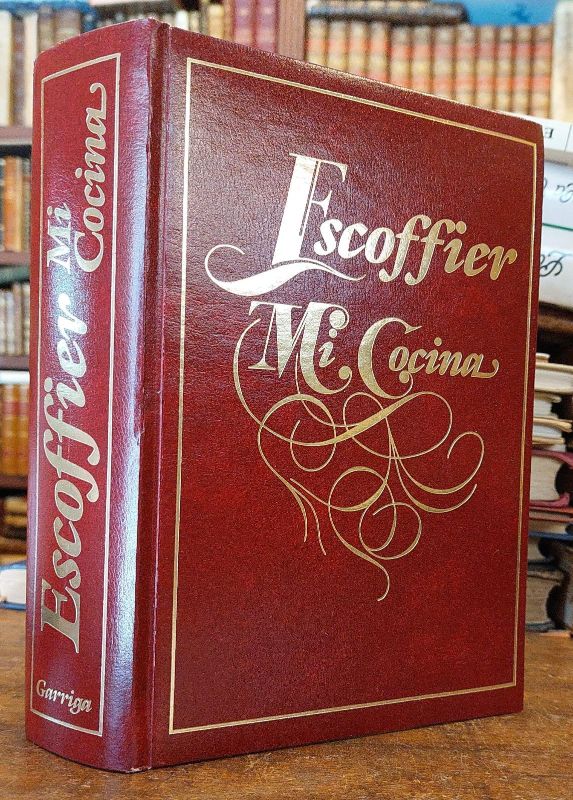 Escoffier
Mi Cocina
Escoffier
Mi
Cocina
Garriga